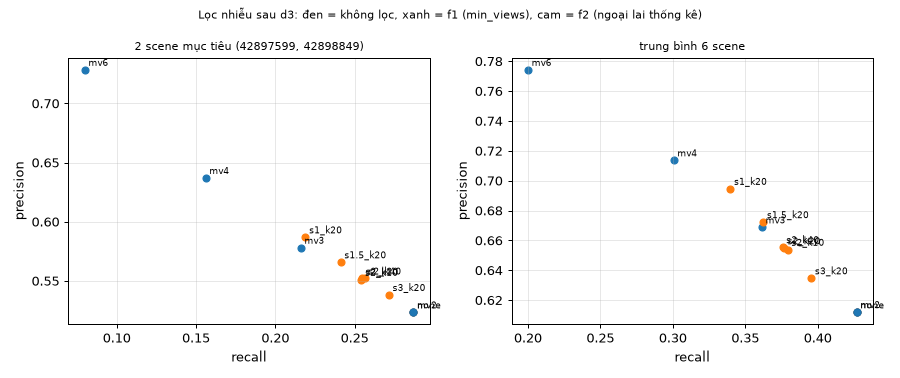 Lọc nhiễu sau d3: đen = không lọc, xanh = f1 (min_views), cam = f2 (ngoại lai thống kê)
2 scene mục tiêu (42897599, 42898849)
trung bình 6 scene
precision
0.70
0.65
0.60
0.55
mv6
mv4
s1_k20
mv3
s1.5_k20
s3_k20
0.10
0.15
0.20
0.25
recall
precision
0.78
0.76
0.74
0.72
0.70
0.68
0.66
0.64
0.62
mv6
mv4
s1_k20
s1.5_k20
mv3
s3_k20
0.20
0.25
0.30
0.35
0.40
recall